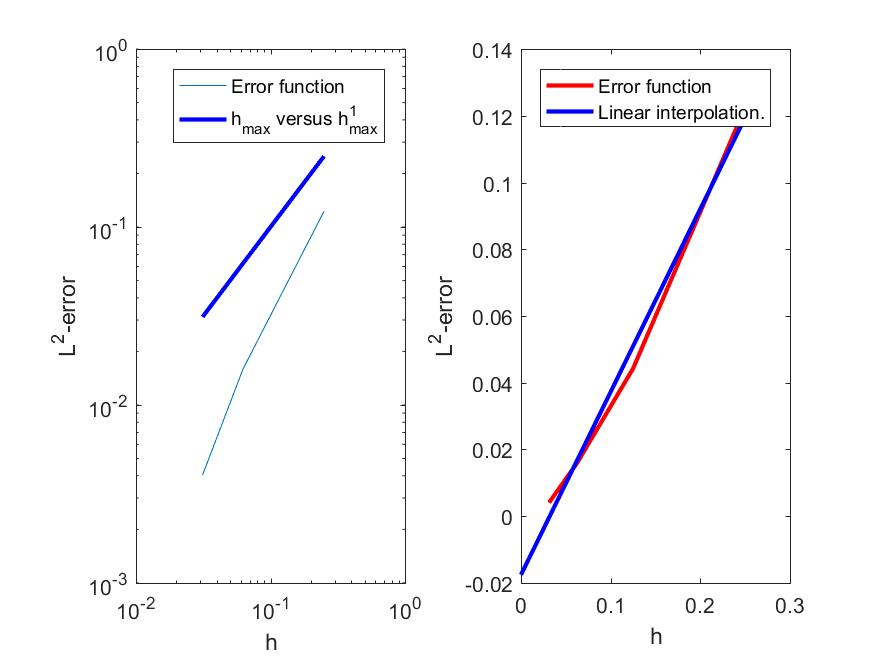 10^0
10^-1
10^-2
10^-3
10^-2
10^-1
10^0
h
L^2-error
Error function
h_max versus h^1_max
0.14
0.12
0.1
0.08
0.06
0.04
0.02
0
-0.02
0
0.1
0.2
0.3
h
L^2-error
Error function
Linear interpolation.